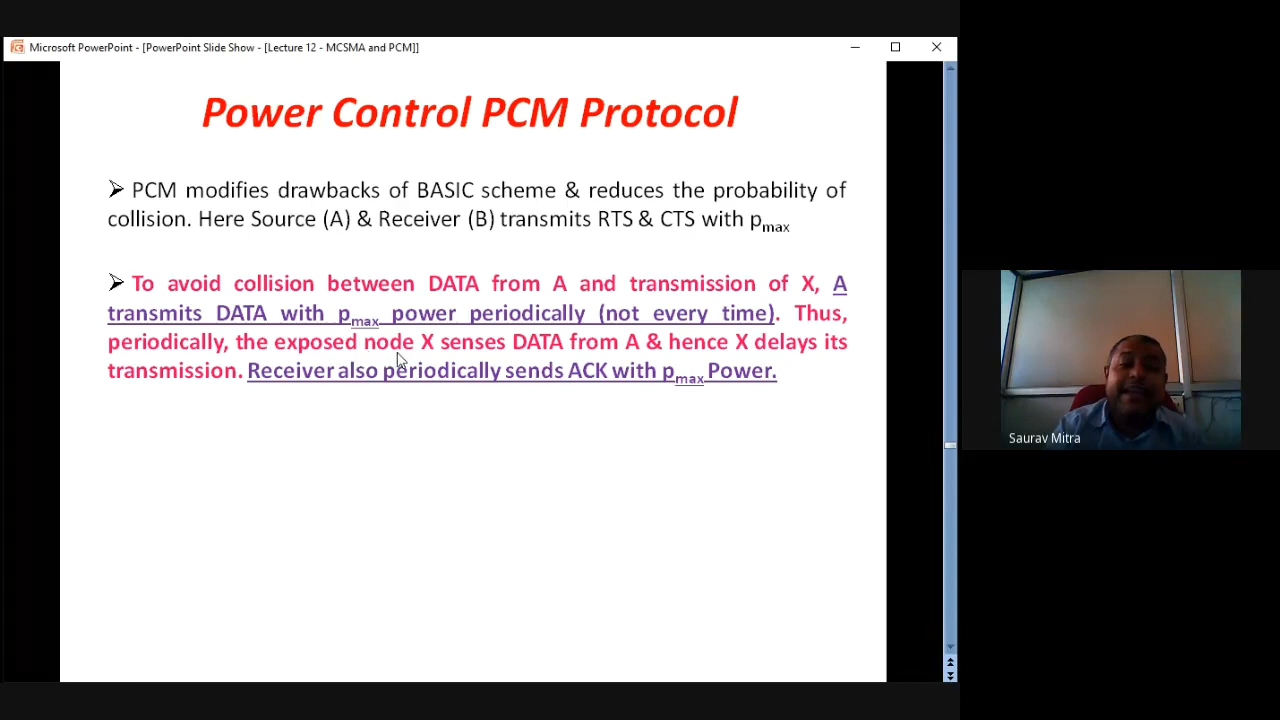 Microsoft PowerPoint - [PowerPoint Slide Show - [Lecture 12 - MCSMA and PCM]]
Power Control PCM Protocol
➢ PCM modifies drawbacks of BASIC scheme & reduces the probability of
collision. Here Source (A) & Receiver (B) transmits RTS & CTS with pmax
➢ To avoid collision between DATA from A and transmission of X, A
transmits DATA with pmax power periodically (not every time). Thus,
periodically, the exposed node X senses DATA from A & hence X delays its
transmission. Receiver also periodically sends ACK with pmax Power.
Saurav Mitra